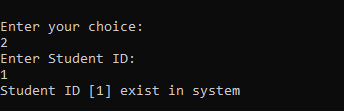 Enter your choice:
2
Enter Student ID:
1
Student ID [1] exist in system